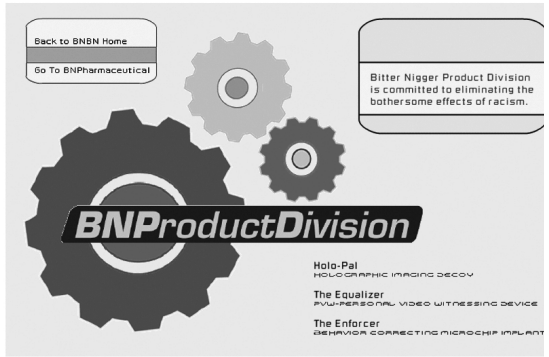 Back to BNBN Home
Go To BNPharmaceutical
Bitter Nigger Product Division
is committed to eliminating the
bothersome effects of racism.
BNProductDivision
Holo-Pal
HOLOGRAPHIC IMAGING DECOY
The Equalizer
PVW-PERSONAL VIDEO WITNESSING DEVICE
The Enforcer
BEHAVIOR CORRECTING MICROCHIP IMPLANT